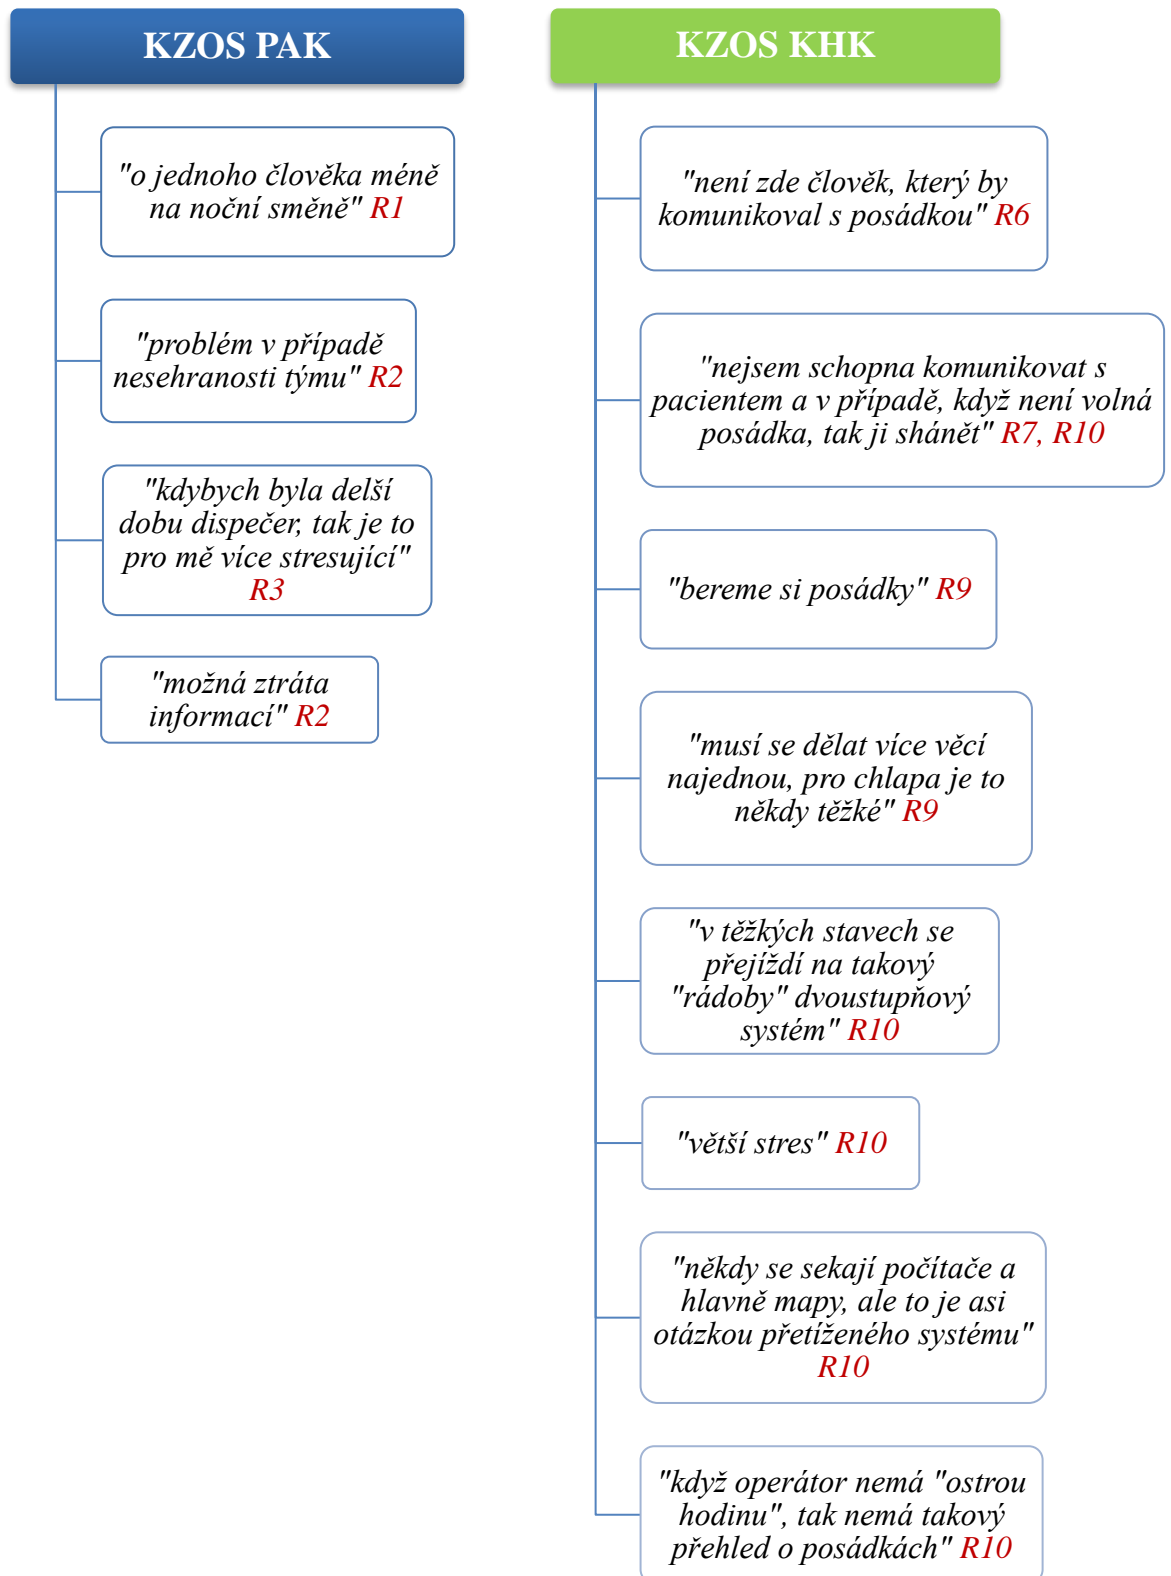 KZOS PAK
"o jednoho člověka méně
na noční směně" R1
"problém v případě
nesehranosti týmu" R2
"kdybych byla delší
dobu dispečer, tak je to
pro mě více stresující"
R3
"možná ztráta
informací" R2
KZOS KHK
"není zde člověk, který by
komunikoval s posádkou" R6
"nejsem schopna komunikovat s
pacientem a v případě, když není volná
posádka, tak ji shánět" R7, R10
"bereme si posádky" R9
"musí se dělat více věcí
najednou, pro chlapa je to
někdy těžké" R9
"v těžkých stavech se
přejíždí na takový
"rádoby" dvoustupňový
systém" R10
"větší stres" R10
"někdy se sekají počítače a
hlavně mapy, ale to je asi
otázkou přetíženého systému"
R10
"když operátor nemá "ostrou
hodinu", tak nemá takový
přehled o posádkách" R10